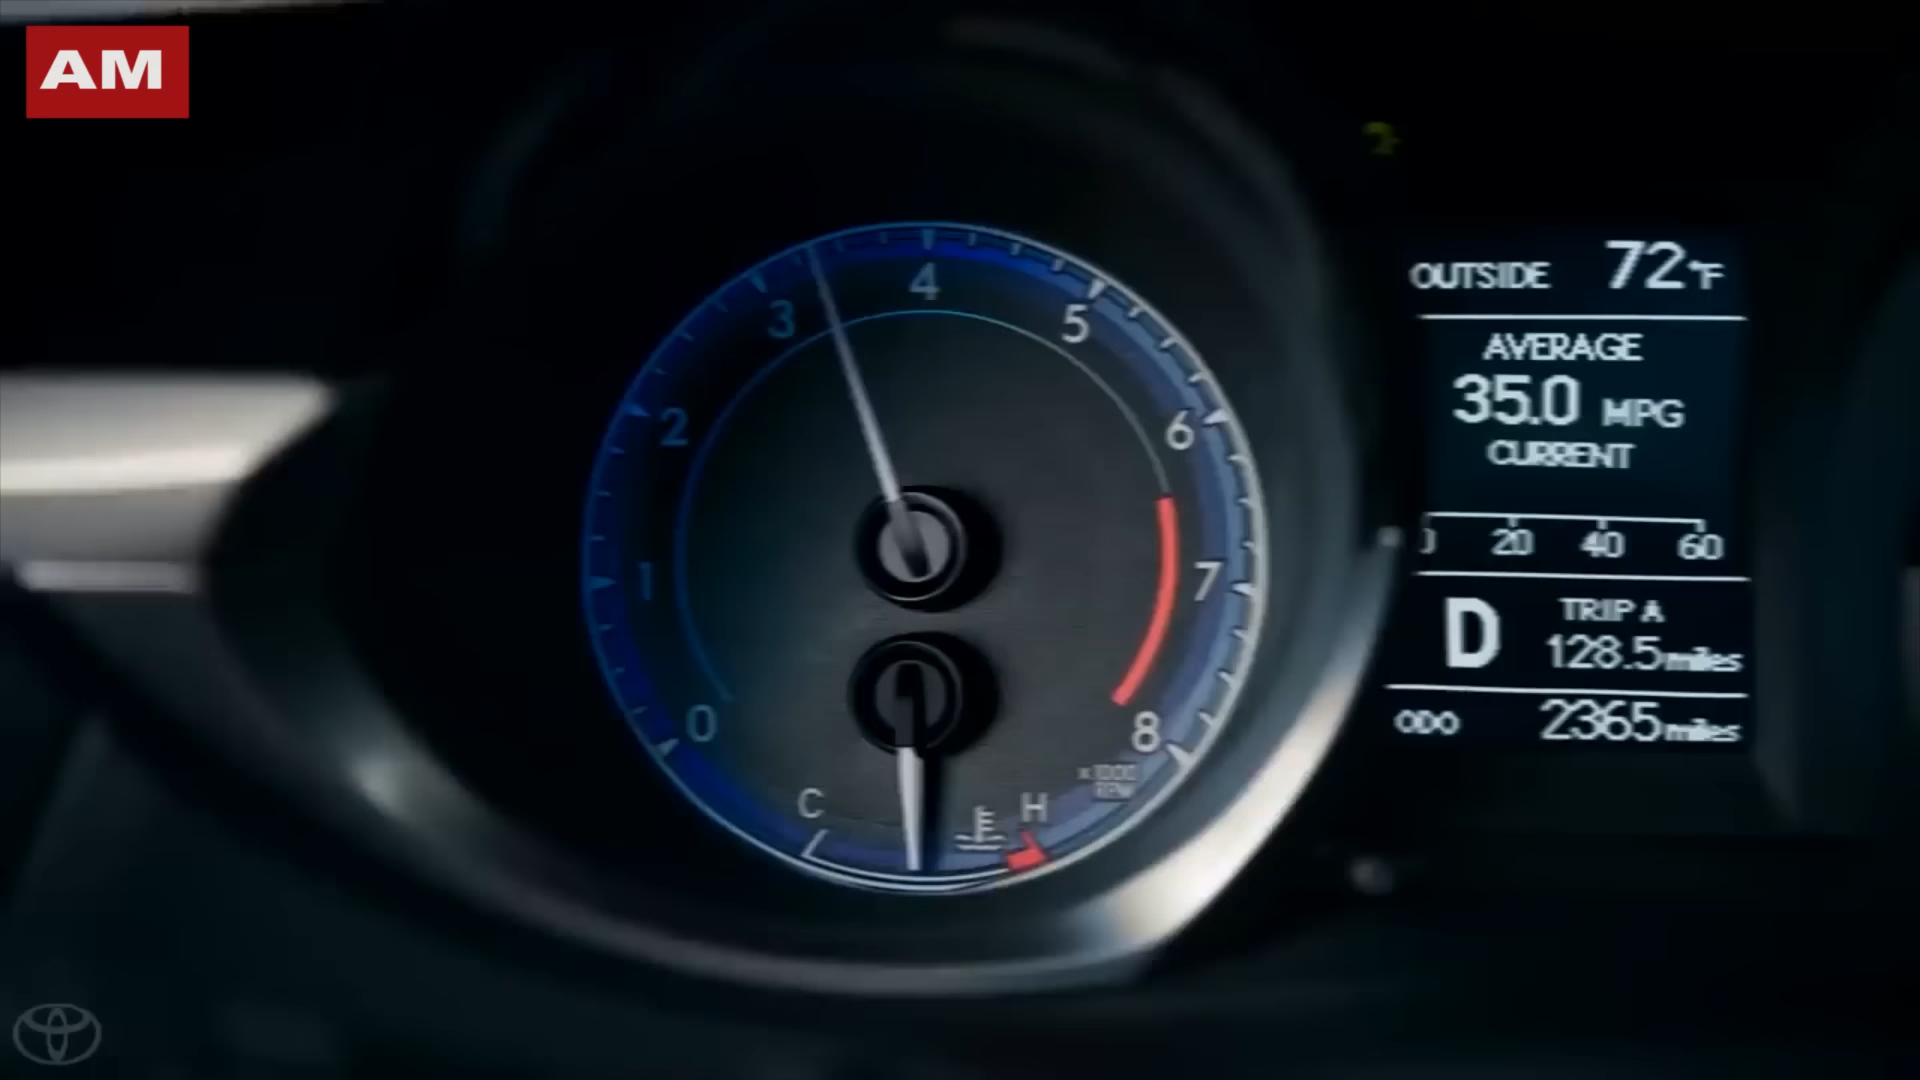 AM
0
1
2
3
4
5
6
7
8
x1000
C
H
OUTSIDE 72°F
AVERAGE
35.0 MPG
CURRENT
20 40 60
D
TRIP A
128.5 miles
ODO 2365 miles